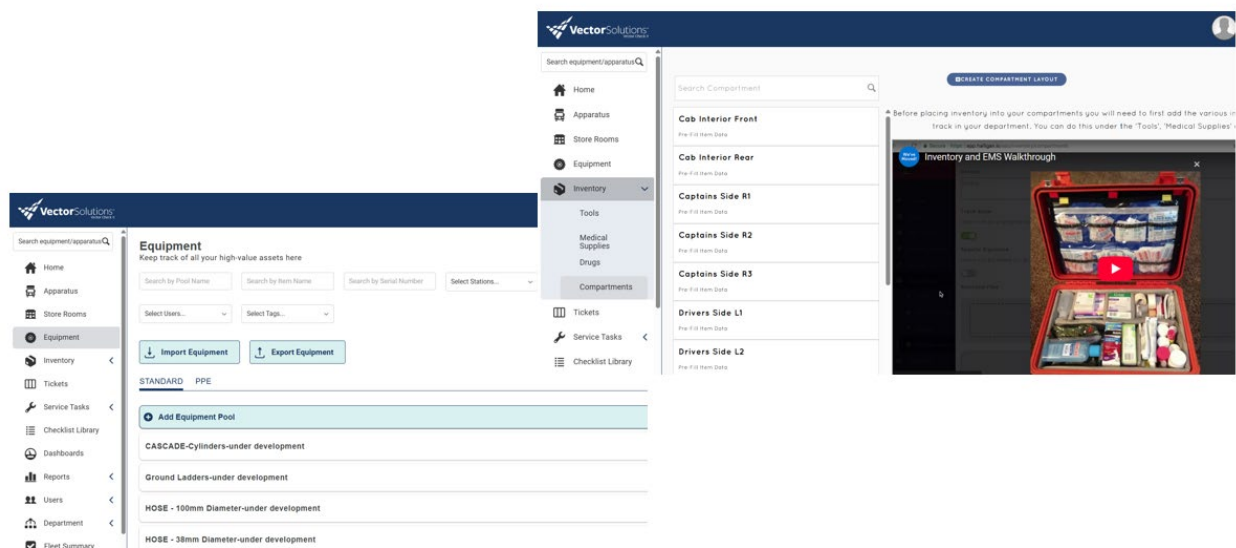 VectorSolutions
Vector Check It
Search equipment/apparatus
Home
Apparatus
Store Rooms
Equipment
Inventory
Tools
Medical
Supplies
Drugs
Compartments
Tickets
Service Tasks
Checklist Library
Search Compartment
Cab Interior Front
Pre-Fill Item Data
Cab Interior Rear
Pre-Fill Item Data
Captains Side R1
Pre-Fill Item Data
Captains Side R2
Pre-Fill Item Data
Captains Side R3
Pre-Fill Item Data
Drivers Side L1
Pre-Fill Item Data
Drivers Side L2
Pre-Fill Item Data
CREATE COMPARTMENT LAYOUT
Before placing inventory into your compartments you will need to first add the various in
track in your department. You can do this under the 'Tools', 'Medical Supplies'
Inventory and EMS Walkthrough
VectorSolutions
Vector Check It
Search equipment/apparatus
Home
Apparatus
Store Rooms
Equipment
Inventory
Tickets
Service Tasks
Checklist Library
Dashboards
Reports
Users
Department
Fleet Summary
Equipment
Keep track of all your high-value assets here
Search by Pool Name
Search by Item Name
Search by Serial Number
Select Stations...
Select Users...
Select Tags...
Import Equipment
Export Equipment
STANDARD PPE
Add Equipment Pool
CASCADE-Cylinders-under development
Ground Ladders-under development
HOSE - 100mm Diameter-under development
HOSE - 38mm Diameter-under development